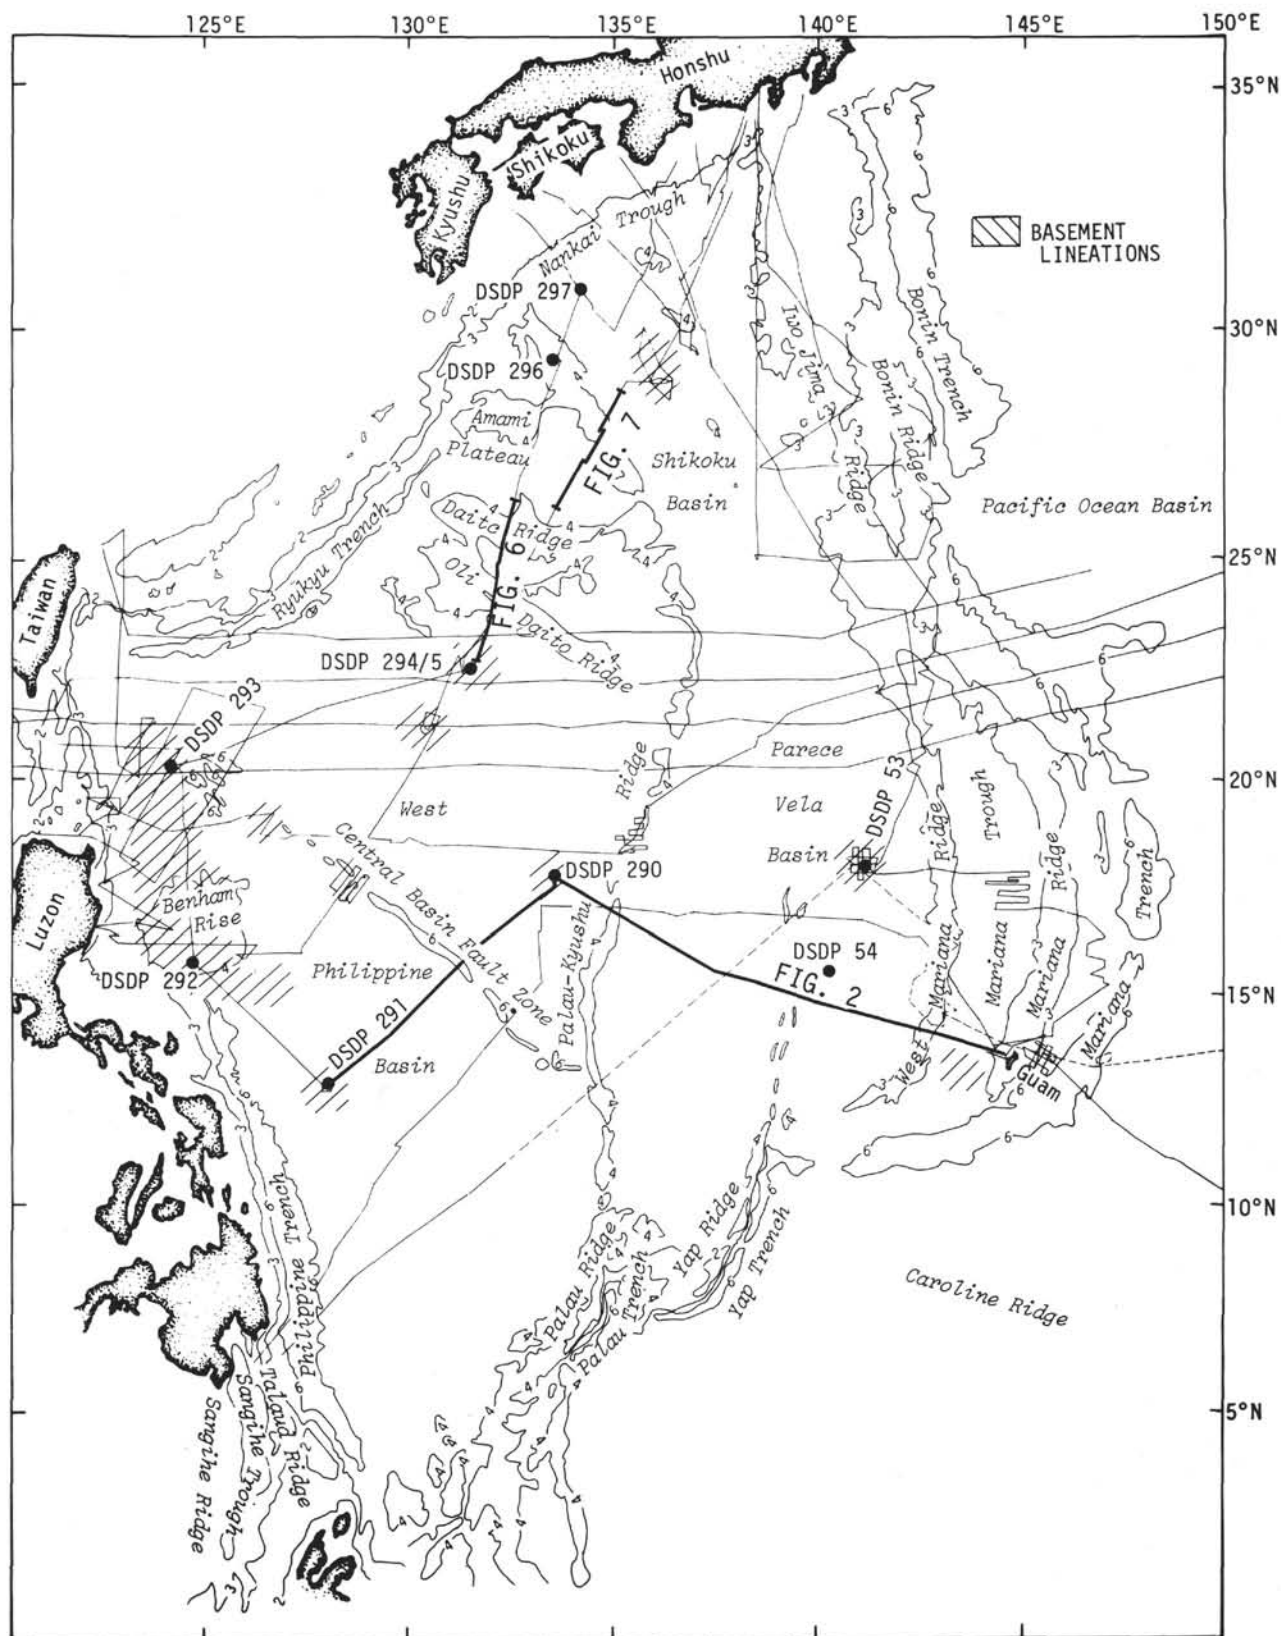 125°E 130°E 135°E 140°E 145°E 150°E
35°N
Honshu
Shikoku
Kyushu
BASEMENT
LINEATIONS
Nankai Trough
DSDP 297
30°N
DSDP 296
Iwo Jima Ridge
Bonin Ridge
Bonin Trench
Amami
Plateau
FIG. 7
Shikoku
Basin
Pacific Ocean Basin
Daito Ridge
Ryukyu Trench
FIG. 6
Oli
25°N
Taiwan
Daito Ridge
DSDP 294/5
DSDP 293
Parece
Vela
Basin
20°N
West
Philippine
Basin
Palau-Kyushu Ridge
DSDP 53
Trough
Mariana
West Mariana Ridge
Mariana Ridge
Mariana Trench
Central Basin Fault Zone
DSDP 290
Luzon
Benham
Rise
DSDP 292
DSDP 54
FIG. 2
15°N
DSDP 291
Guam
10°N
Philippine Trench
Yap Ridge
Yap Trench
Palau Ridge
Palau Trench
Caroline Ridge
5°N
Talaud Ridge
Sangihe Trough
Sangihe Ridge